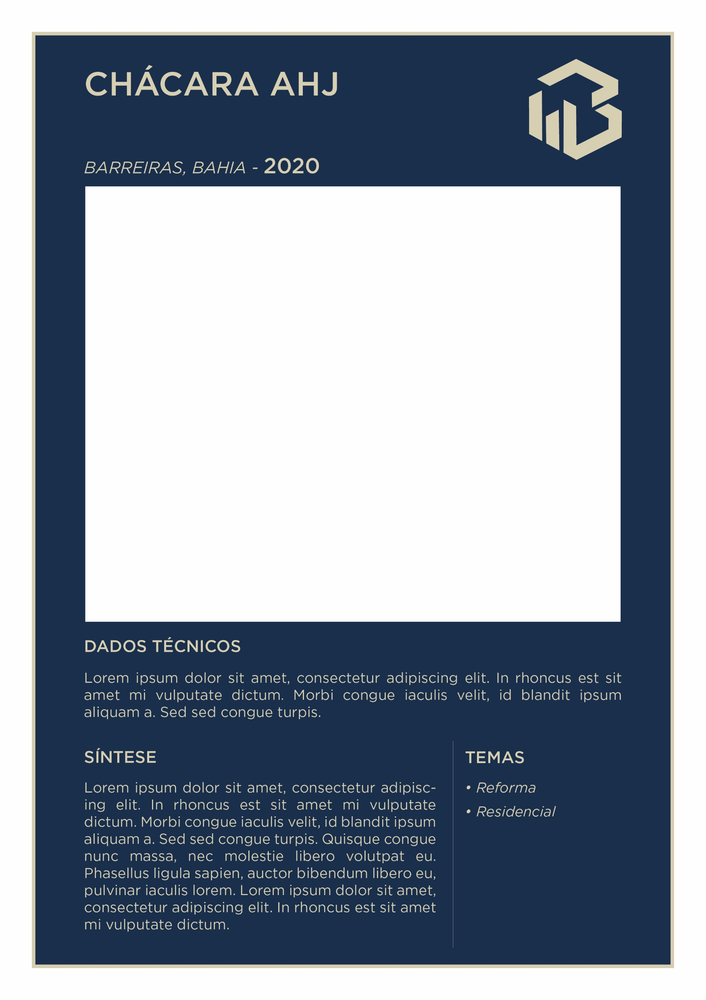 CHÁCARA AHJ
BARREIRAS, BAHIA - 2020
DADOS TÉCNICOS
Lorem ipsum dolor sit amet, consectetur adipiscing elit. In rhoncus est sit
amet mi vulputate dictum. Morbi congue iaculis velit, id blandit ipsum
aliquam a. Sed sed congue turpis.
SÍNTESE
Lorem ipsum dolor sit amet, consectetur adipisc-
ing elit. In rhoncus est sit amet mi vulputate
dictum. Morbi congue iaculis velit, id blandit ipsum
aliquam a. Sed sed congue turpis. Quisque congue
nunc massa, nec molestie libero volutpat eu.
Phasellus ligula sapien, auctor bibendum libero eu,
pulvinar iaculis lorem. Lorem ipsum dolor sit amet,
consectetur adipiscing elit. In rhoncus est sit amet
mi vulputate dictum.
TEMAS
• Reforma
• Residencial